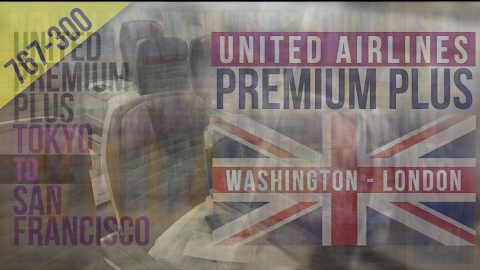 767-300
UNITED
PREMIUM
PLUS
TOKYO
TO
SAN
FRANCISCO
UNITED AIRLINES
PREMIUM PLUS
WASHINGTON - LONDON